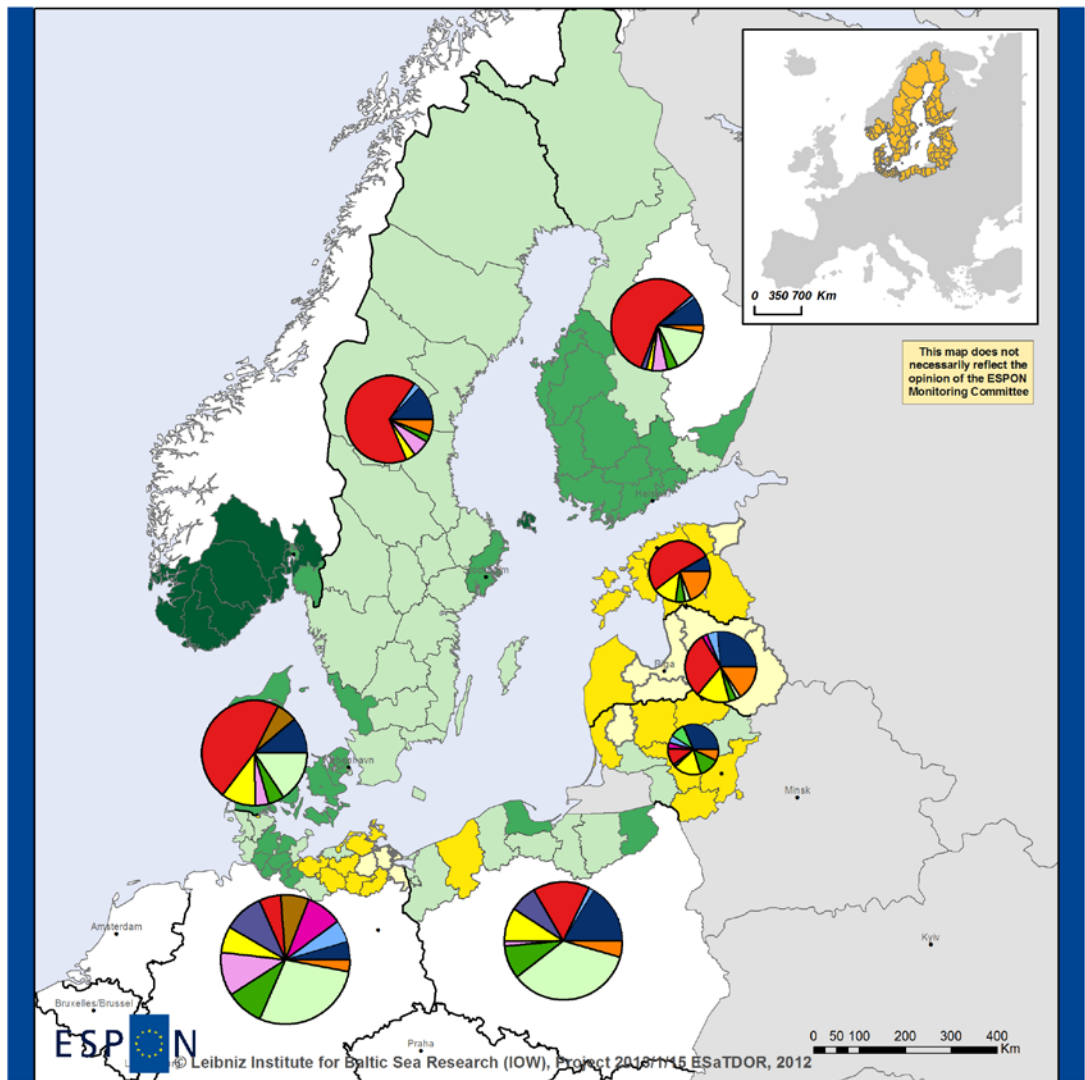 0 350 700 Km
This map does not
necessarily reflect the
opinion of the ESPON
Monitoring Committee
Riga
Minsk
Amsterdam
Kyiv
Bruxelles/Brussel
Praha
ESPON
© Leibniz Institute for Baltic Sea Research (IOW), Project 2013/1/15 ESaTDOR, 2012
0 50 100 200 300 400
Km